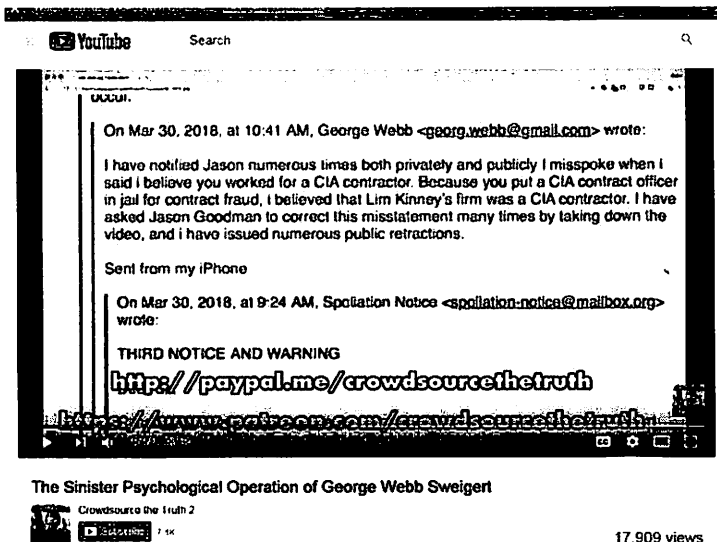 YouTube Search
occur.
On Mar 30, 2018, at 10:41 AM, George Webb <georg.webb@gmail.com> wrote:
I have notified Jason numerous times both privately and publicly I misspoke when I
said i believe you worked for a CIA contractor. Because you put a CIA contract officer
in jail for contract fraud, i believed that Lim Kinney's firm was a CIA contractor. I have
asked Jason Goodman to correct this misstatement many times by taking down the
video, and i have issued numerous public retractions.
Sent from my iPhone
On Mar 30, 2018, at 9:24 AM, Spoliation Notice <spoliation-notice@mailbox.org>
wrote:
THIRD NOTICE AND WARNING
http://paypal.me/crowdsourcethetruth
https://www.patreon.com/crowdsourcethetruth
CC
The Sinister Psychological Operation of George Webb Sweigert
Crowdsource the Truth 2
17,909 views